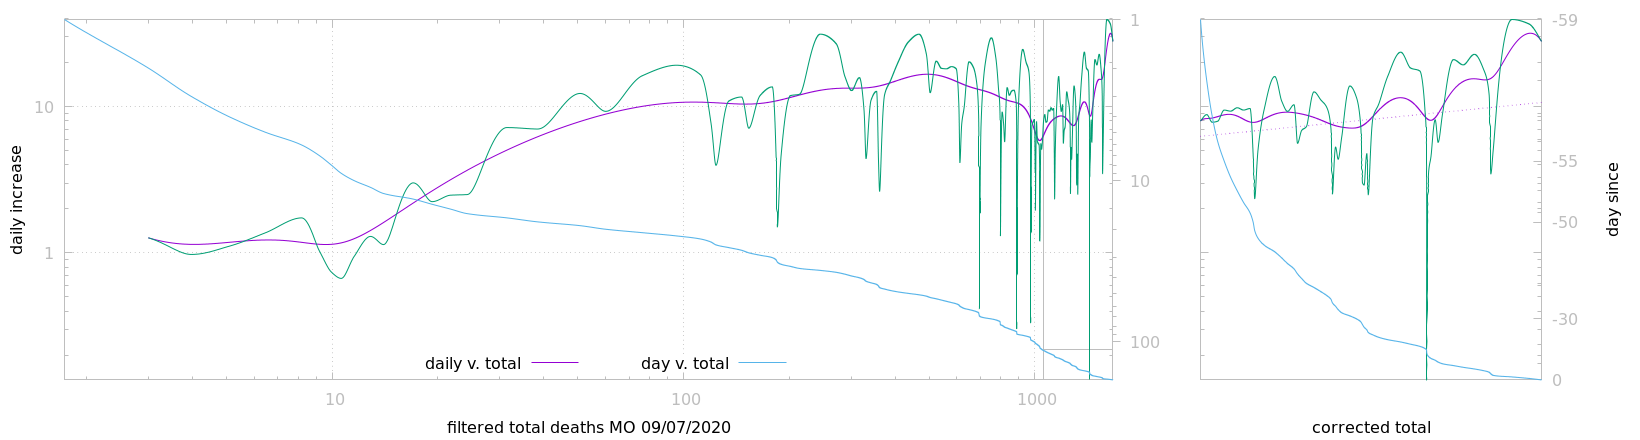 daily increase
10
1
daily v. total
day v. total
10
100
1000
filtered total deaths MO 09/07/2020
1
10
100
-59
-55
-50
-30
0
day since
corrected total